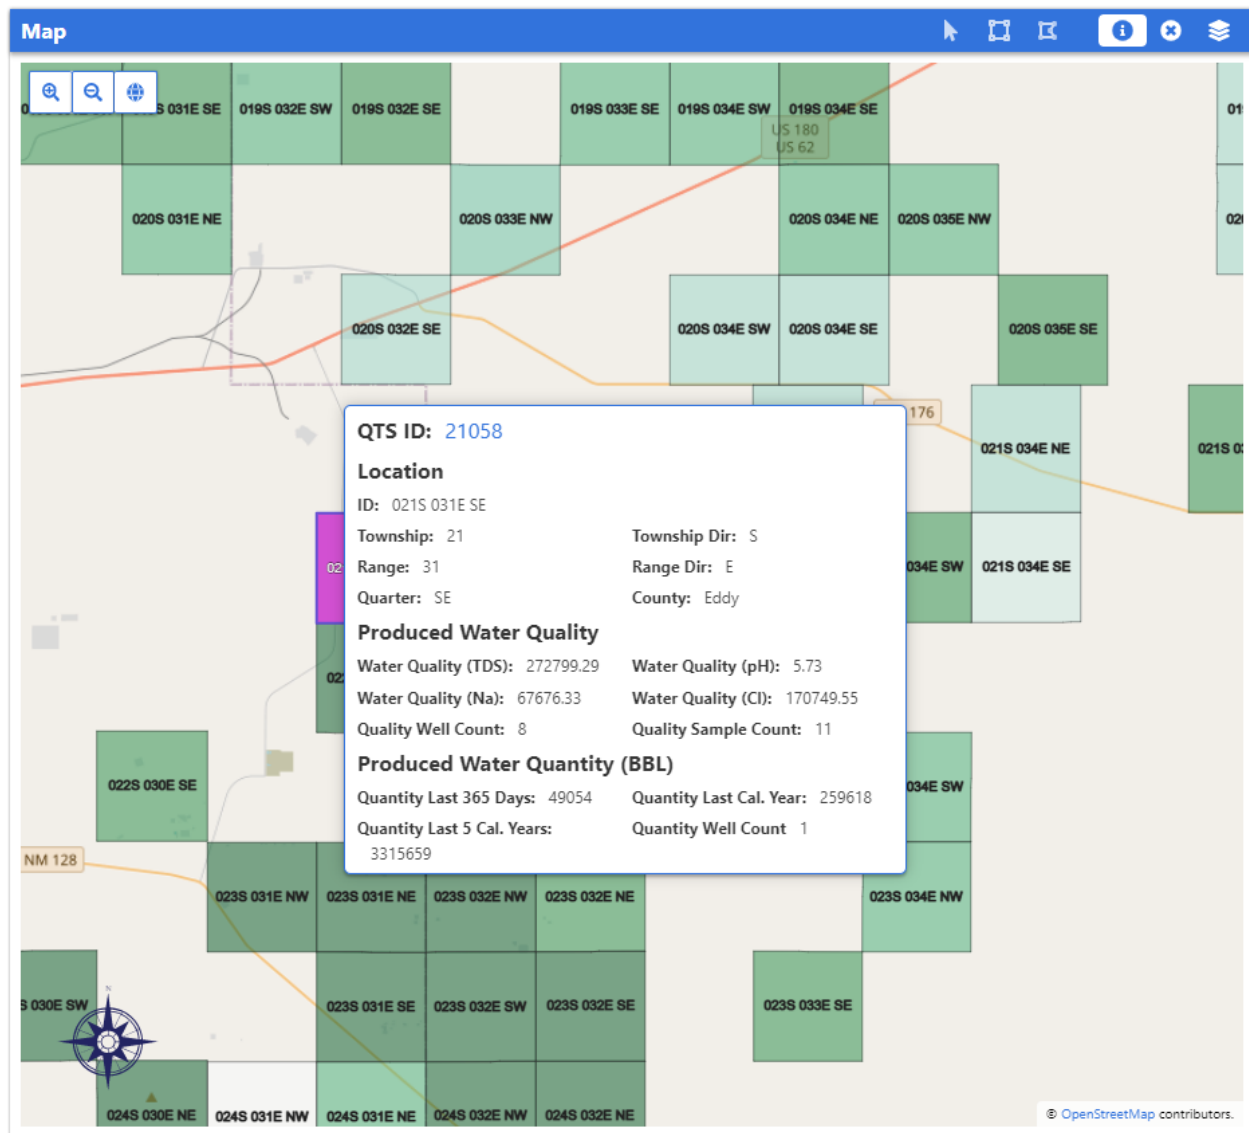 Map
S 031E SE 019S 032E SW 019S 032E SE 019S 033E SE 019S 034E SW 019S 034E SE
US 180
US 62
020S 031E NE 020S 033E NW 020S 034E NE 020S 035E NW
020S 032E SE 020S 034E SW 020S 034E SE 020S 035E SE
176
021S 034E NE
034E SW 021S 034E SE
QTS ID: 21058
Location
ID: 021S 031E SE
Township: 21 Township Dir: S
Range: 31 Range Dir: E
Quarter: SE County: Eddy
Produced Water Quality
Water Quality (TDS): 272799.29 Water Quality (pH): 5.73
Water Quality (Na): 67676.33 Water Quality (Cl): 170749.55
Quality Well Count: 8 Quality Sample Count: 11
Produced Water Quantity (BBL)
Quantity Last 365 Days: 49054 Quantity Last Cal. Year: 259618
Quantity Last 5 Cal. Years: Quantity Well Count 1
3315659
022S 030E SE 034E SW
NM 128
023S 031E NW 023S 031E NE 023S 032E NW 023S 032E NE 023S 034E NW
S 030E SW 023S 031E SE 023S 032E SW 023S 032E SE 023S 033E SE
N
024S 030E NE 024S 031E NW 024S 031E NE 024S 032E NW 024S 032E NE
© OpenStreetMap contributors.